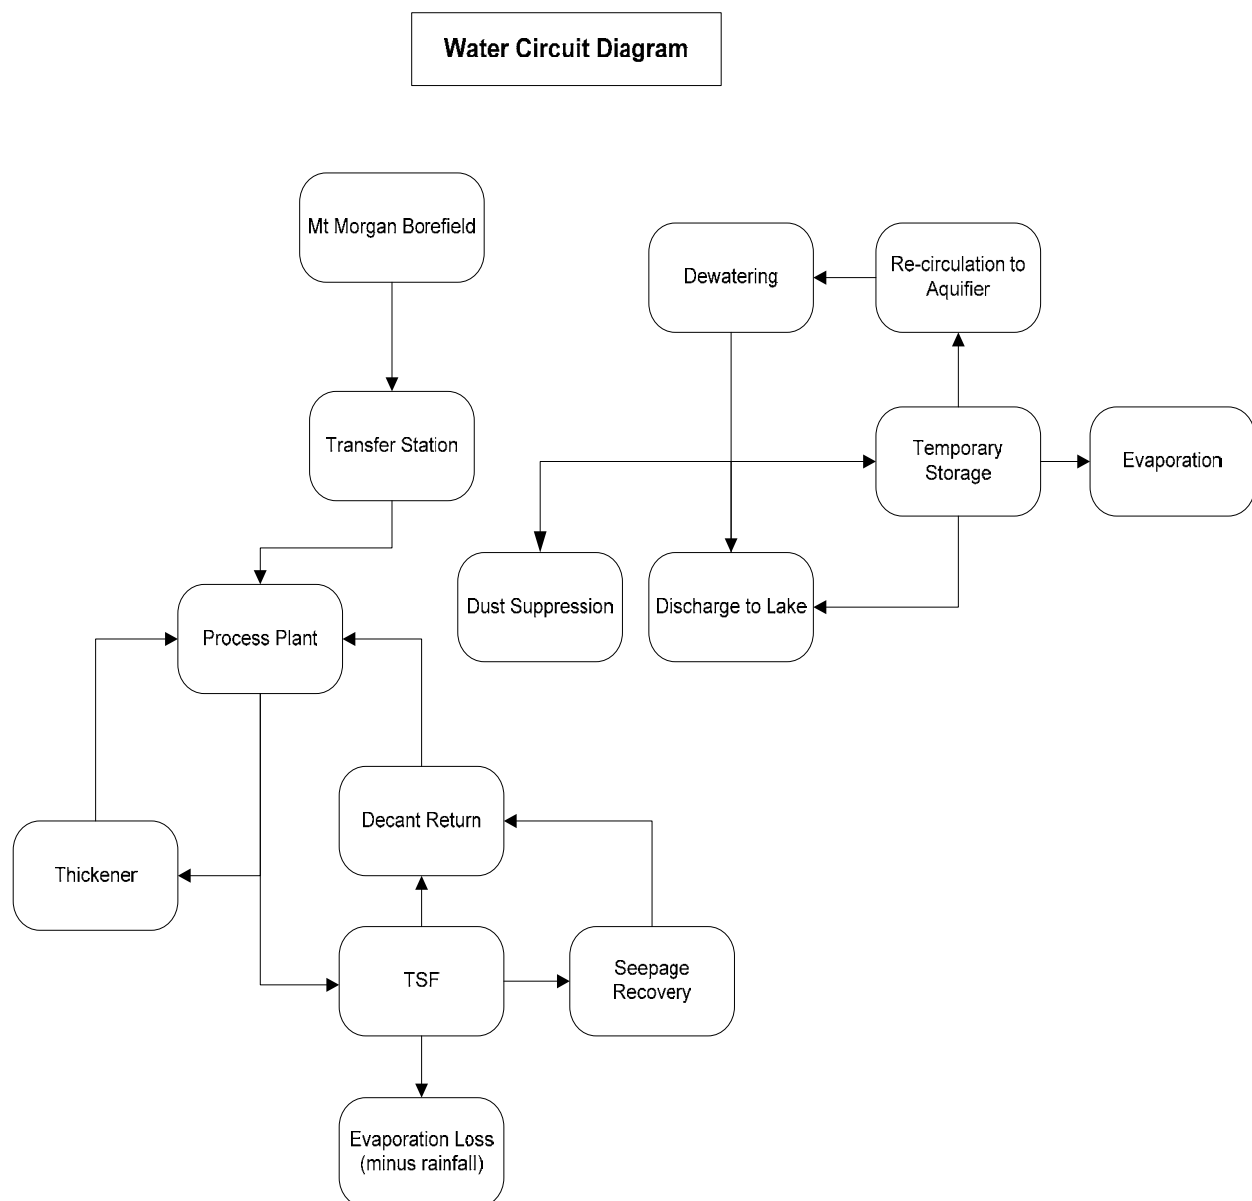 Water Circuit Diagram
Mt Morgan Borefield
Dewatering
Re-circulation to
Aquifier
Transfer Station
Temporary
Storage
Evaporation
Dust Suppression
Discharge to Lake
Process Plant
Decant Return
Thickener
TSF
Seepage
Recovery
Evaporation Loss
(minus rainfall)